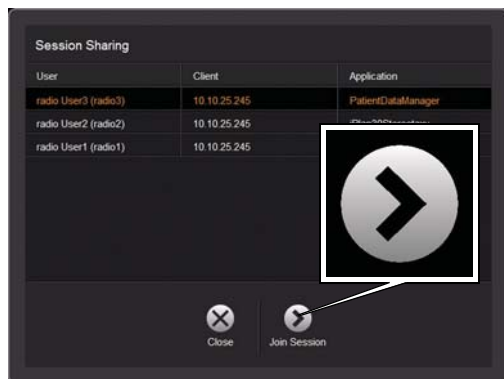 Session Sharing
User Client Application
radio User3 (radio3) 10.10.25.245 PatientDataManager
radio User2 (radio2) 10.10.25.245
radio User1 (radio1) 10.10.25.245
Close Join Session